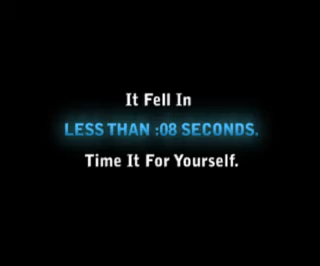 It Fell In
LESS THAN :08 SECONDS.
Time It For Yourself.